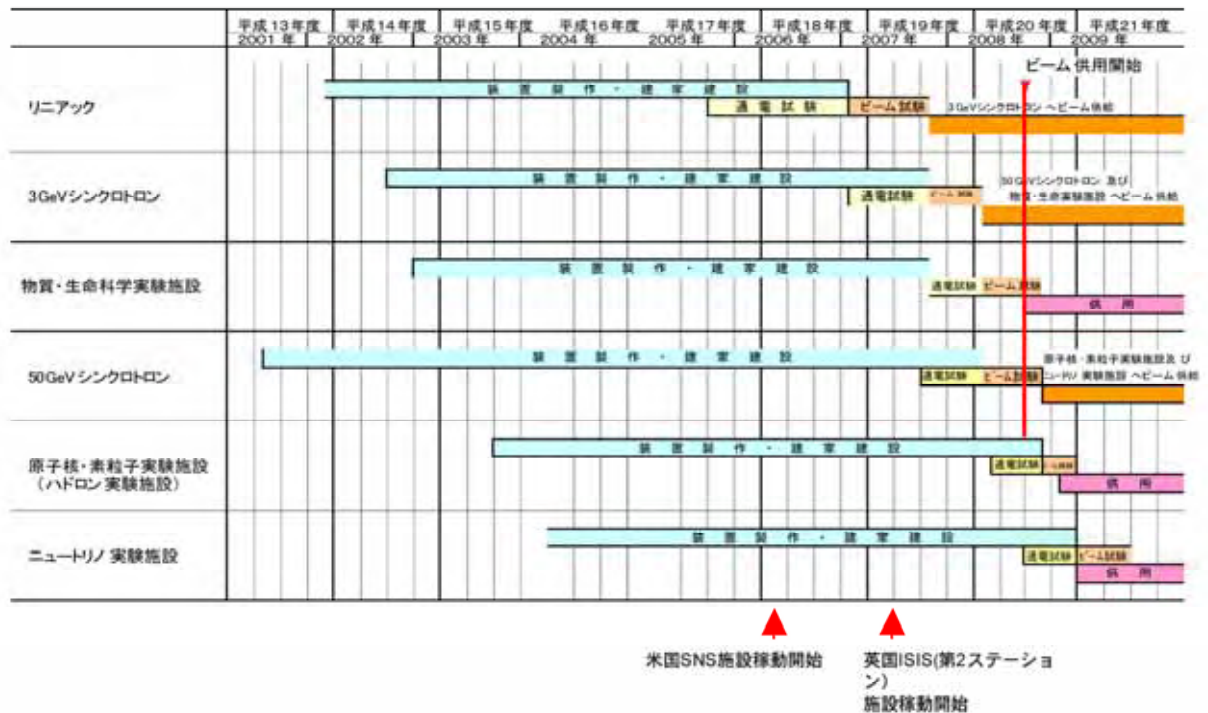 平成13年度 平成14年度 平成15年度 平成16年度 平成17年度 平成18年度 平成19年度 平成20年度 平成21年度
2001年 2002年 2003年 2004年 2005年 2006年 2007年 2008年 2009年
ビーム供用開始
リニアック
装置製作・建家建設
通電試験 ビーム試験 3GeVシンクロトロンへビーム供給
3GeVシンクロトロン
装置製作・建家建設
通電試験 ビーム試験
50GeVシンクロトロン及び
物質・生命実験施設へビーム供給
物質・生命科学実験施設
装置製作・建家建設
通電試験 ビーム試験
供用
50GeVシンクロトロン
装置製作・建家建設
通電試験 ビーム試験
原子核・素粒子実験施設及び
ニュートリノ実験施設へビーム供給
原子核・素粒子実験施設
(ハドロン実験施設)
装置製作・建家建設
通電試験 ビーム試験
供用
ニュートリノ実験施設
装置製作・建家建設
通電試験 ビーム試験
供用
米国SNS施設稼動開始
英国ISIS(第2ステーショ
ン)
施設稼動開始